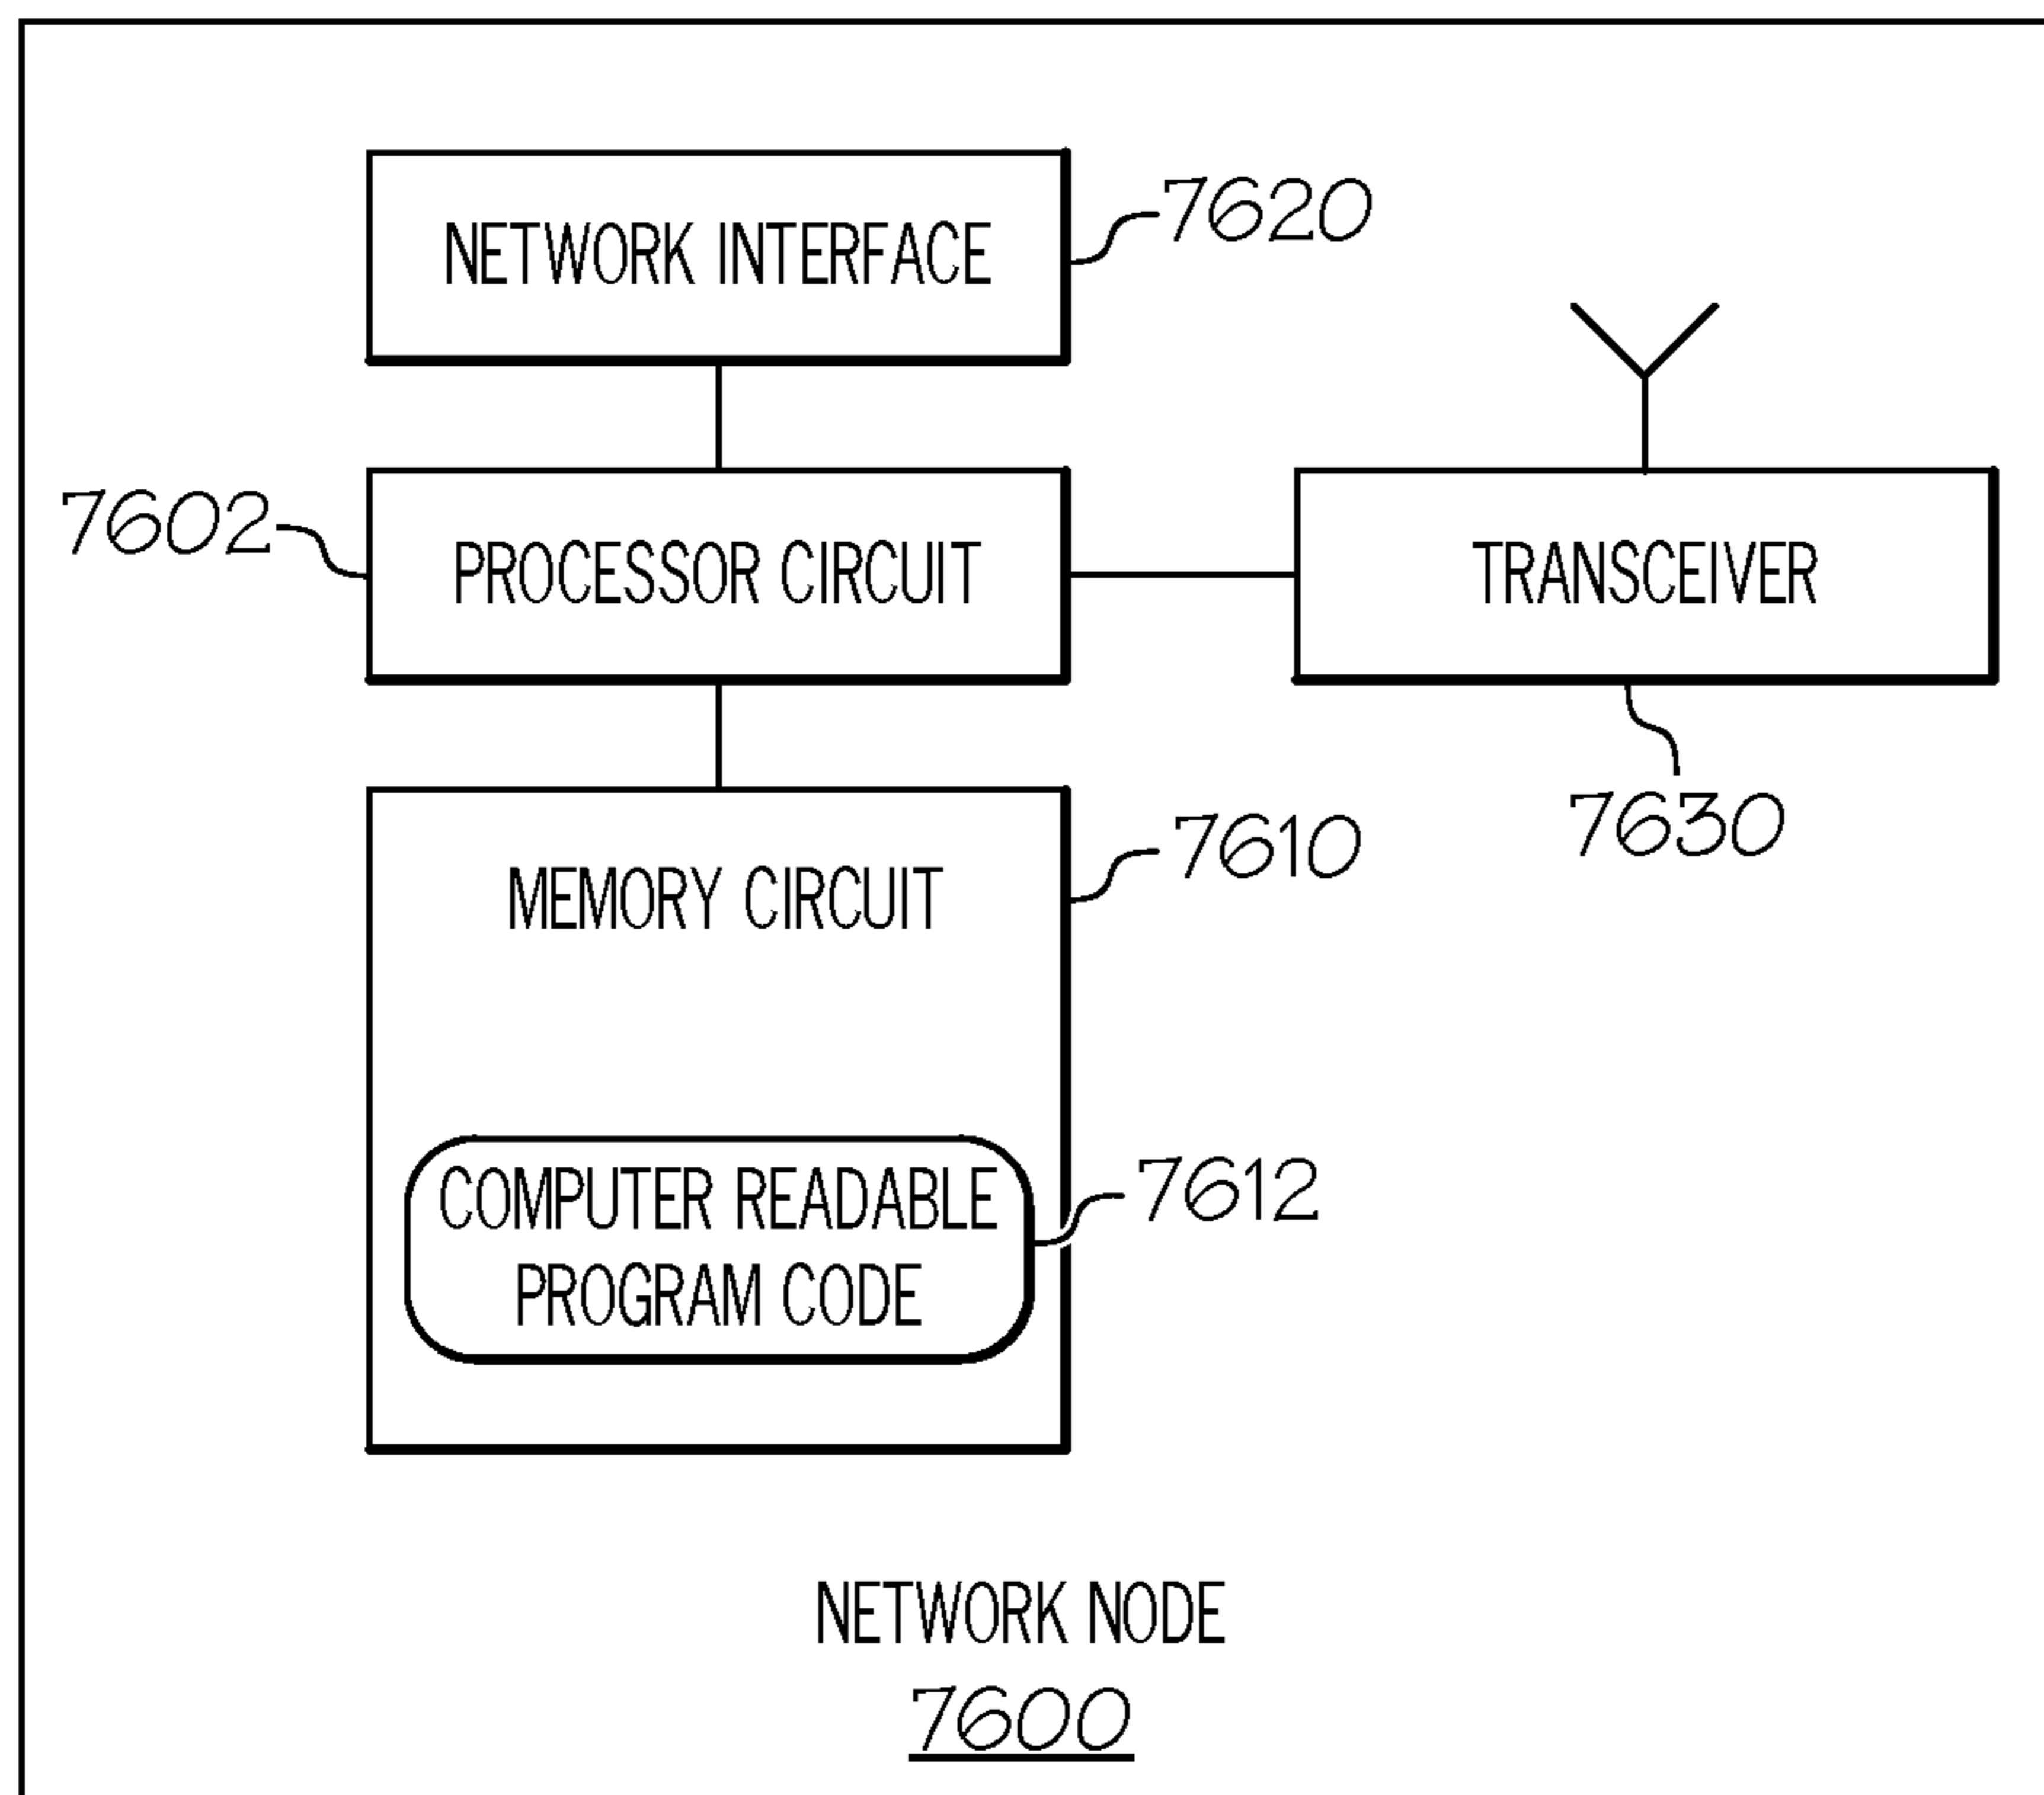 NETWORK INTERFACE
7620
7602
PROCESSOR CIRCUIT
TRANSCEIVER
7630
MEMORY CIRCUIT
7610
COMPUTER READABLE
PROGRAM CODE
7612
NETWORK NODE
7600